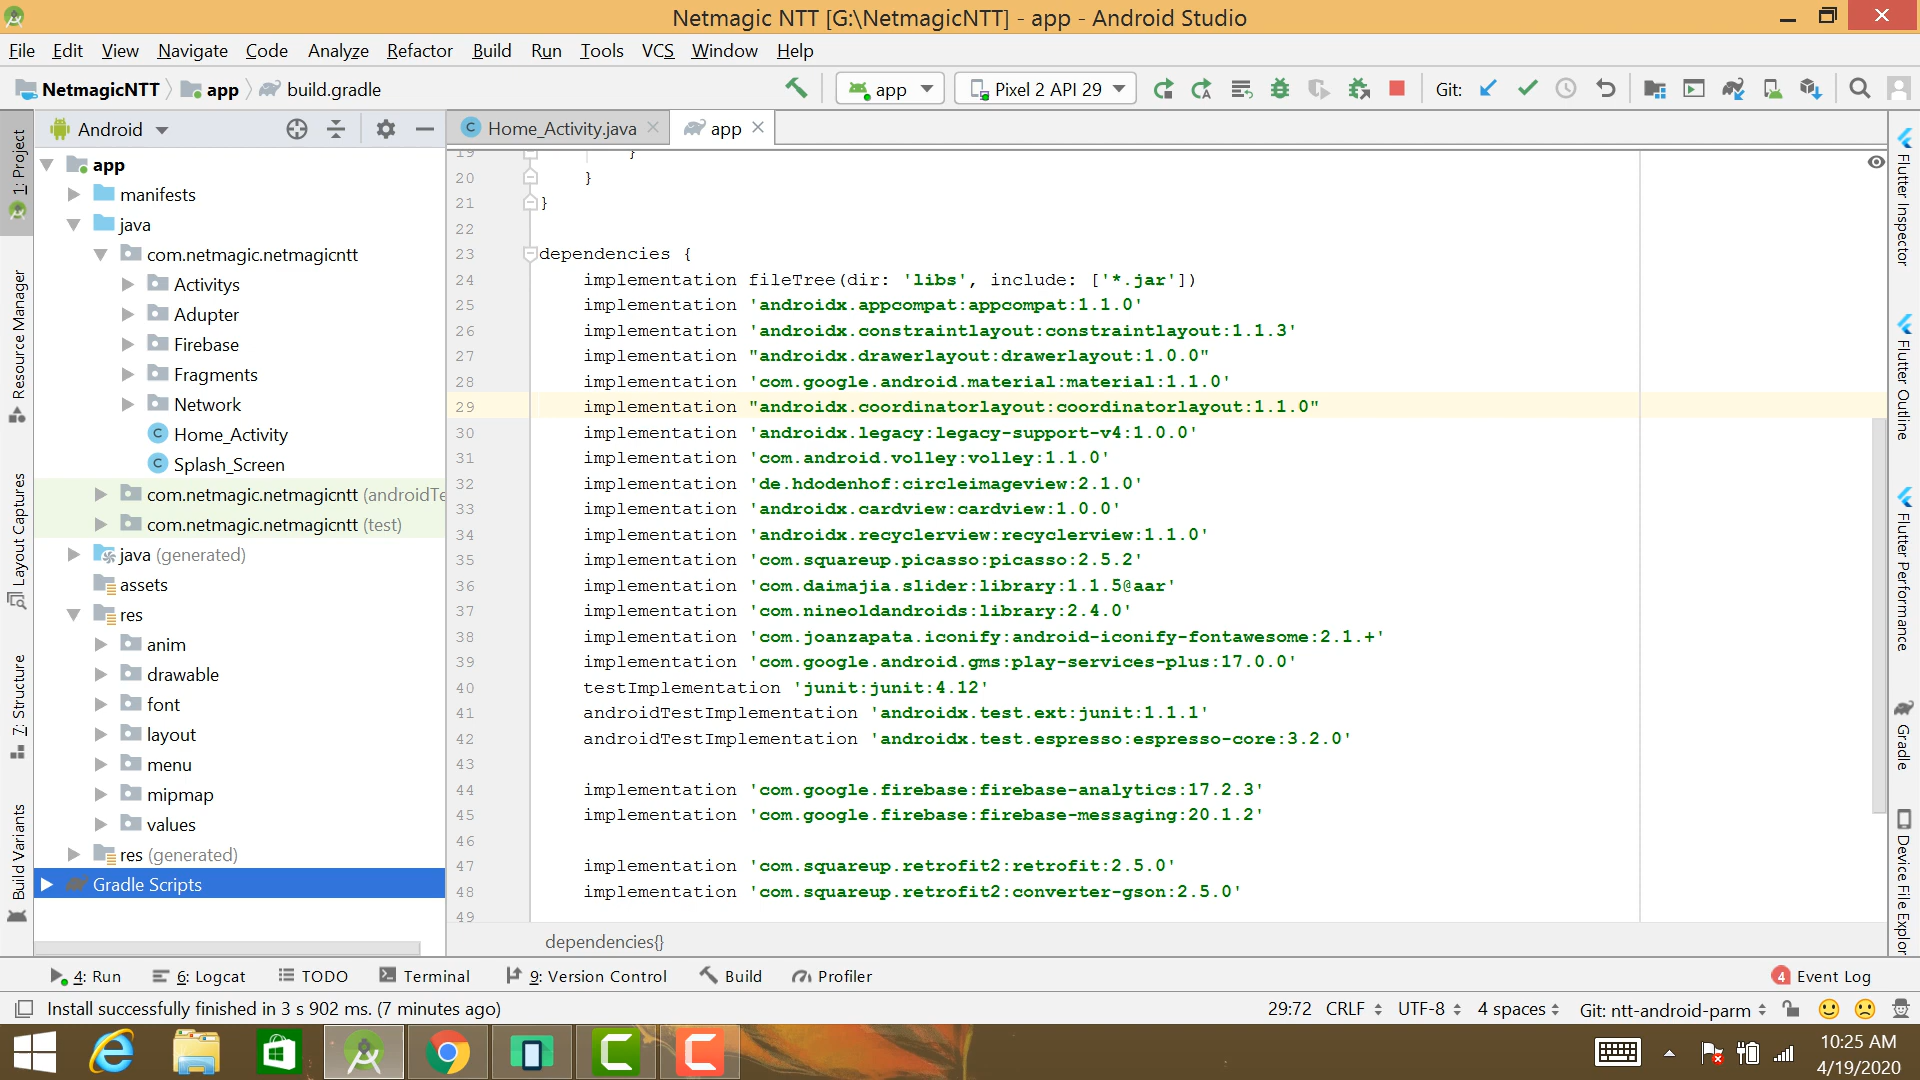 Netmagic NTT [G:\NetmagicNTT] - app - Android Studio
File Edit View Navigate Code Analyze Refactor Build Run Tools VCS Window Help
NetmagicNTT app build.gradle
app Pixel 2 API 29 Git:
Android
Home_Activity.java app
1: Project
Resource Manager
Layout Captures
7: Structure
Build Variants
app
manifests
java
com.netmagic.netmagicntt
Activitys
Adupter
Firebase
Fragments
Network
Home_Activity
Splash_Screen
com.netmagic.netmagicntt (androidTe
com.netmagic.netmagicntt (test)
java (generated)
assets
res
anim
drawable
font
layout
menu
mipmap
values
res (generated)
Gradle Scripts
19 }
20 }
21 }
22
23 dependencies {
24 implementation fileTree(dir: 'libs', include: ['*.jar'])
25 implementation 'androidx.appcompat:appcompat:1.1.0'
26 implementation 'androidx.constraintlayout:constraintlayout:1.1.3'
27 implementation "androidx.drawerlayout:drawerlayout:1.0.0"
28 implementation 'com.google.android.material:material:1.1.0'
29 implementation "androidx.coordinatorlayout:coordinatorlayout:1.1.0"
30 implementation 'androidx.legacy:legacy-support-v4:1.0.0'
31 implementation 'com.android.volley:volley:1.1.0'
32 implementation 'de.hdodenhof:circleimageview:2.1.0'
33 implementation 'androidx.cardview:cardview:1.0.0'
34 implementation 'androidx.recyclerview:recyclerview:1.1.0'
35 implementation 'com.squareup.picasso:picasso:2.5.2'
36 implementation 'com.daimajia.slider:library:1.1.5@aar'
37 implementation 'com.nineoldandroids:library:2.4.0'
38 implementation 'com.joanzapata.iconify:android-iconify-fontawesome:2.1.+'
39 implementation 'com.google.android.gms:play-services-plus:17.0.0'
40 testImplementation 'junit:junit:4.12'
41 androidTestImplementation 'androidx.test.ext:junit:1.1.1'
42 androidTestImplementation 'androidx.test.espresso:espresso-core:3.2.0'
43
44 implementation 'com.google.firebase:firebase-analytics:17.2.3'
45 implementation 'com.google.firebase:firebase-messaging:20.1.2'
46
47 implementation 'com.squareup.retrofit2:retrofit:2.5.0'
48 implementation 'com.squareup.retrofit2:converter-gson:2.5.0'
49
dependencies{}
Flutter Inspector
Flutter Outline
Flutter Performance
Gradle
Device File Explor
4: Run 6: Logcat TODO Terminal 9: Version Control Build Profiler 4 Event Log
Install successfully finished in 3 s 902 ms. (7 minutes ago) 29:72 CRLF UTF-8 4 spaces Git: ntt-android-parm
10:25 AM
4/19/2020